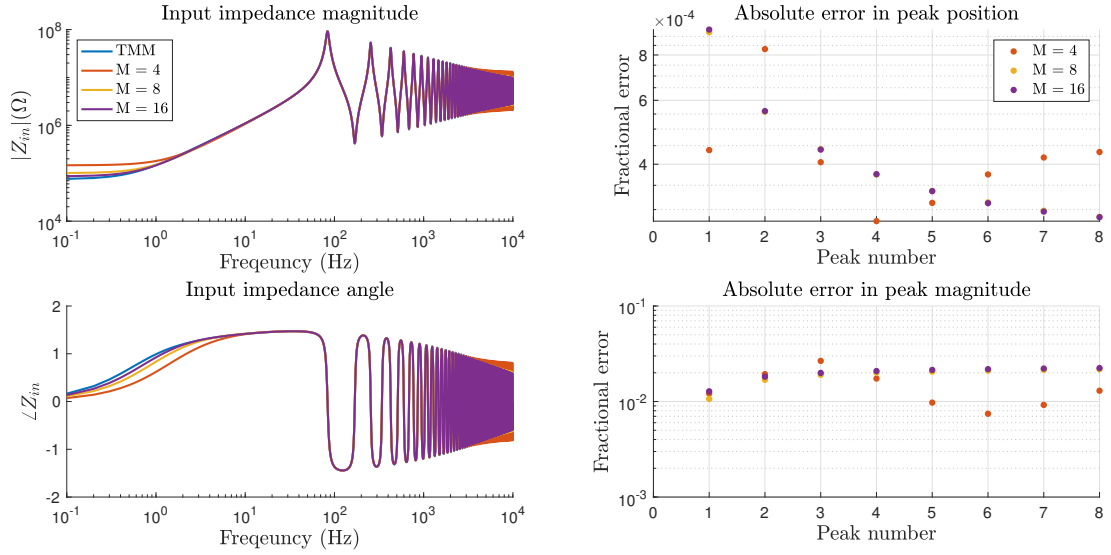 Input impedance magnitude
|Z_in|(Ω)
10^8
10^6
10^4
TMM
M = 4
M = 8
M = 16
10^-1 10^0 10^1 10^2 10^3 10^4
Freqeuncy (Hz)
Absolute error in peak position
×10^-4
Fractional error
8
6
4
M = 4
M = 8
M = 16
0 1 2 3 4 5 6 7 8
Peak number
Input impedance angle
∠Z_in
2
1
0
-1
-2
10^-1 10^0 10^1 10^2 10^3 10^4
Freqeuncy (Hz)
Absolute error in peak magnitude
Fractional error
10^-1
10^-2
10^-3
0 1 2 3 4 5 6 7 8
Peak number